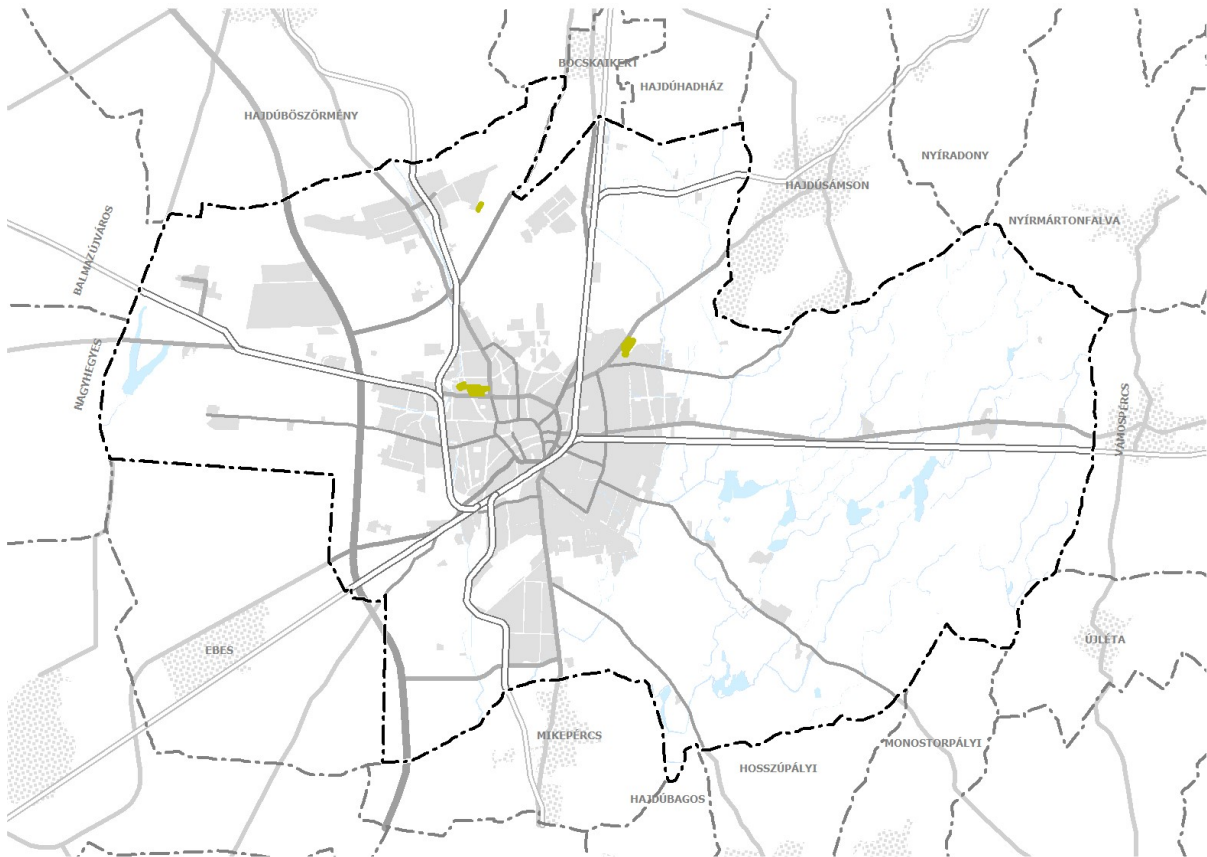 BOCSKAIKERT
HAJDÚHADHÁZ
HAJDÚBÖSZÖRMÉNY
NYÍRADONY
HAJDÚSÁMSON
NYÍRMÁRTONFALVA
BALMAZÚJVÁROS
NAGYHEGYES
VÁMOSPÉRCS
EBES
ÚJLÉTA
MIKEPÉRCS
MONOSTORPÁLYI
HOSSZÚPÁLYI
HAJDÚBAGOS